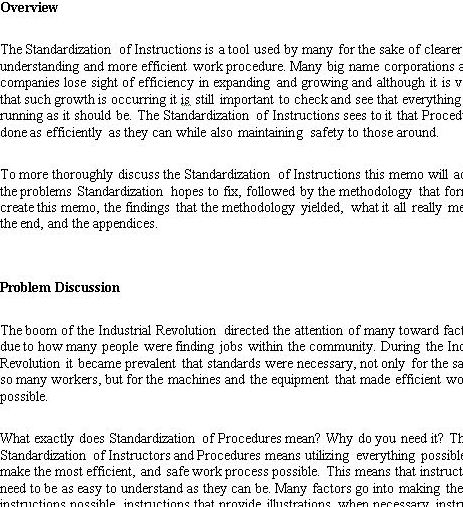 Overview
The Standardization of Instructions is a tool used by many for the sake of clearer
understanding and more efficient work procedure. Many big name corporations
companies lose sight of efficiency in expanding and growing and although it is
that such growth is occurring it is still important to check and see that everything
running as it should be. The Standardization of Instructions sees to it that
done as efficiently as they can while also maintaining safety to those around.
To more thoroughly discuss the Standardization of Instructions this memo will
the problems Standardization hopes to fix, followed by the methodology that
create this memo, the findings that the methodology yielded, what it all really
the end, and the appendices.
Problem Discussion
The boom of the Industrial Revolution directed the attention of many toward
due to how many people were finding jobs within the community. During the
Revolution it became prevalent that standards were necessary, not only for the
so many workers, but for the machines and the equipment that made efficient
possible.
What exactly does Standardization of Procedures mean? Why do you need it?
Standardization of Instructors and Procedures means utilizing everything
make the most efficient, and safe work process possible. This means that
need to be as easy to understand as they can be. Many factors go into making the
instructions possible, instructions that provide illustrations, when necessary,